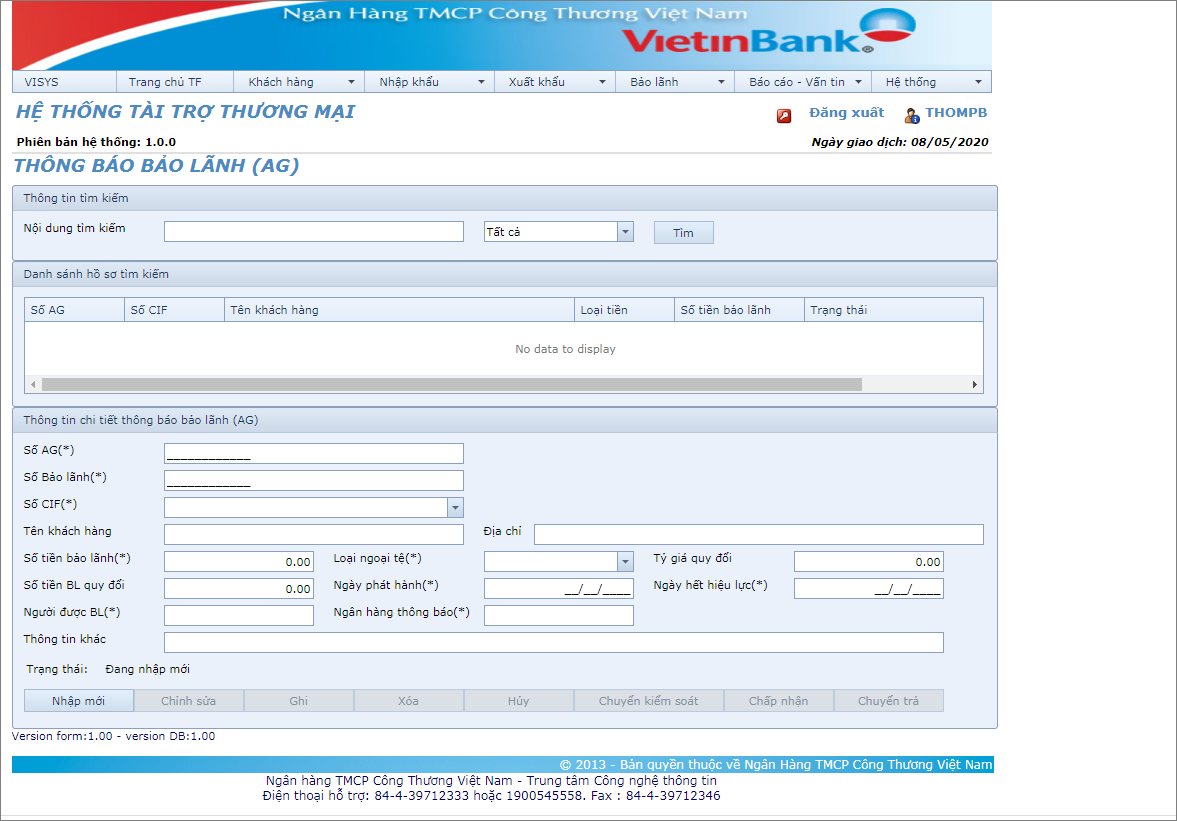 Ngân Hàng TMCP Công Thương Việt Nam
VietinBank®
VISYS Trang chủ TF Khách hàng Nhập khẩu Xuất khẩu Bảo lãnh Báo cáo - Vấn tin Hệ thống
HỆ THỐNG TÀI TRỢ THƯƠNG MẠI Đăng xuất THOMPB
Phiên bản hệ thống: 1.0.0 Ngày giao dịch: 08/05/2020
THÔNG BÁO BẢO LÃNH (AG)
Thông tin tìm kiếm
Nội dung tìm kiếm Tất cả Tìm
Danh sánh hồ sơ tìm kiếm
Số AG Số CIF Tên khách hàng Loại tiền Số tiền bảo lãnh Trạng thái
No data to display
Thông tin chi tiết thông báo bảo lãnh (AG)
Số AG(*) ____________
Số Bảo lãnh(*) ____________
Số CIF(*)
Tên khách hàng Địa chỉ
Số tiền bảo lãnh(*) 0.00 Loại ngoại tệ(*) Tỷ giá quy đổi 0.00
Số tiền BL quy đổi 0.00 Ngày phát hành(*) __/__/____ Ngày hết hiệu lực(*) __/__/____
Người được BL(*) Ngân hàng thông báo(*)
Thông tin khác
Trạng thái: Đang nhập mới
Nhập mới Chỉnh sửa Ghi Xóa Hủy Chuyển kiểm soát Chấp nhận Chuyển trả
Version form:1.00 - version DB:1.00
© 2013 - Bản quyền thuộc về Ngân Hàng TMCP Công Thương Việt Nam
Ngân hàng TMCP Công Thương Việt Nam - Trung tâm Công nghệ thông tin
Điện thoại hỗ trợ: 84-4-39712333 hoặc 1900545558. Fax : 84-4-39712346